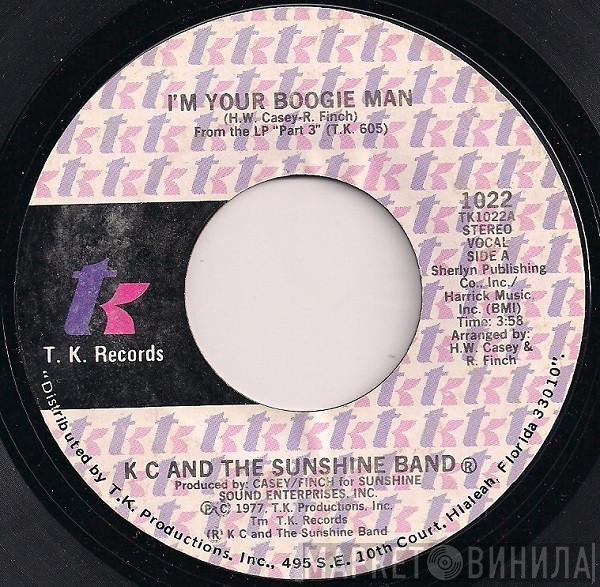 I'M YOUR BOOGIE MAN
(H.W. Casey-R. Finch)
From the LP "Part 3" (T.K. 605)
1022
TK1022A
STEREO
VOCAL
SIDE A
Sherlyn Publishing
Co., Inc./
Harrick Music,
Inc. (BMI)
Time: 3:58
Arranged by:
H.W. Casey &
R. Finch
tk
T. K. Records
K C AND THE SUNSHINE BAND ®
Produced by: CASEY/FINCH for SUNSHINE
SOUND ENTERPRISES, INC.
℗© 1977, T.K. Productions, Inc.
Tm T.K. Records
(R) K C and The Sunshine Band
"Distributed by T.K. Productions, Inc., 495 S.E. 10th Court, Hialeah, Florida 33010".
МАРКЕТ ВИНИЛА